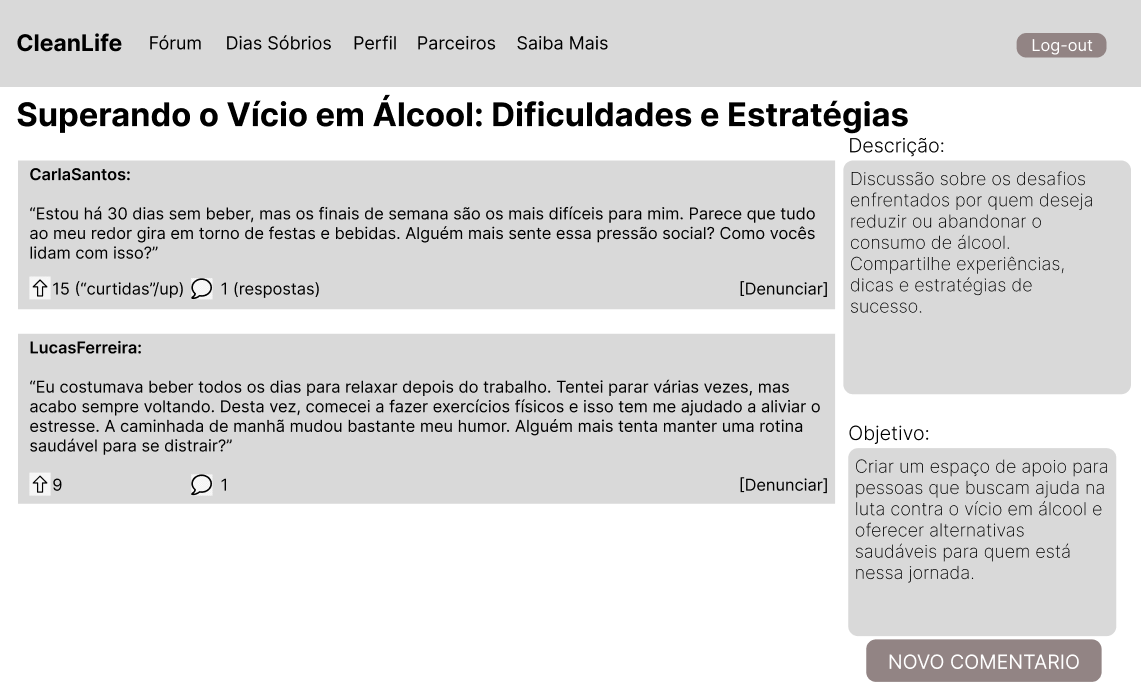 CleanLife Fórum Dias Sóbrios Perfil Parceiros Saiba Mais Log-out
Superando o Vício em Álcool: Dificuldades e Estratégias
CarlaSantos:
“Estou há 30 dias sem beber, mas os finais de semana são os mais difíceis para mim. Parece que tudo
ao meu redor gira em torno de festas e bebidas. Alguém mais sente essa pressão social? Como vocês
lidam com isso?”
15 (“curtidas”/up) 1 (respostas) [Denunciar]
LucasFerreira:
“Eu costumava beber todos os dias para relaxar depois do trabalho. Tentei parar várias vezes, mas
acabo sempre voltando. Desta vez, comecei a fazer exercícios físicos e isso tem me ajudado a aliviar o
estresse. A caminhada de manhã mudou bastante meu humor. Alguém mais tenta manter uma rotina
saudável para se distrair?”
9 1 [Denunciar]
Descrição:
Discussão sobre os desafios
enfrentados por quem deseja
reduzir ou abandonar o
consumo de álcool.
Compartilhe experiências,
dicas e estratégias de
sucesso.
Objetivo:
Criar um espaço de apoio para
pessoas que buscam ajuda na
luta contra o vício em álcool e
oferecer alternativas
saudáveis para quem está
nessa jornada.
NOVO COMENTARIO